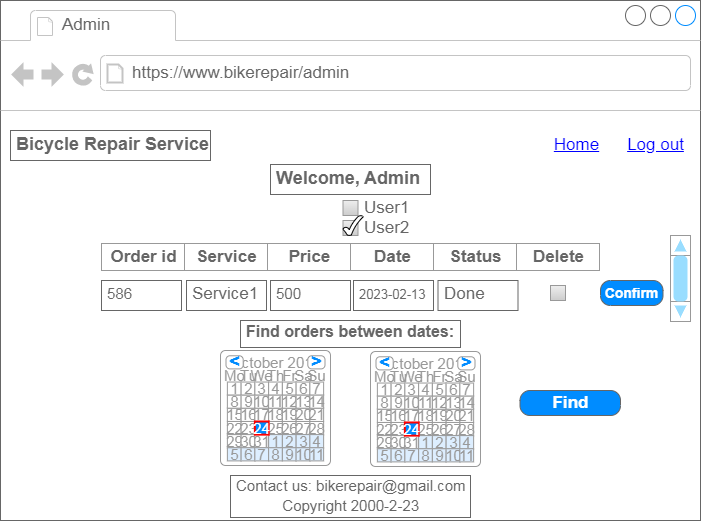 Admin
https://www.bikerepair/admin
Bicycle Repair Service Home Log out
Welcome, Admin
User1
User2
Order id Service Price Date Status Delete
586 Service1 500 2023-02-13 Done Confirm
Find orders between dates:
< ctober 201 > < ctober 201 >
Mo Tu We Th Fr Sa Su Mo Tu We Th Fr Sa Su
1 2 3 4 5 6 7 1 2 3 4 5 6 7
8 9 10 11 12 13 14 8 9 10 11 12 13 14
15 16 17 18 19 20 21 15 16 17 18 19 20 21 Find
22 23 24 25 26 27 28 22 23 24 25 26 27 28
29 30 31 1 2 3 4 29 30 31 1 2 3 4
5 6 7 8 9 10 11 5 6 7 8 9 10 11
Contact us: bikerepair@gmail.com
Copyright 2000-2-23